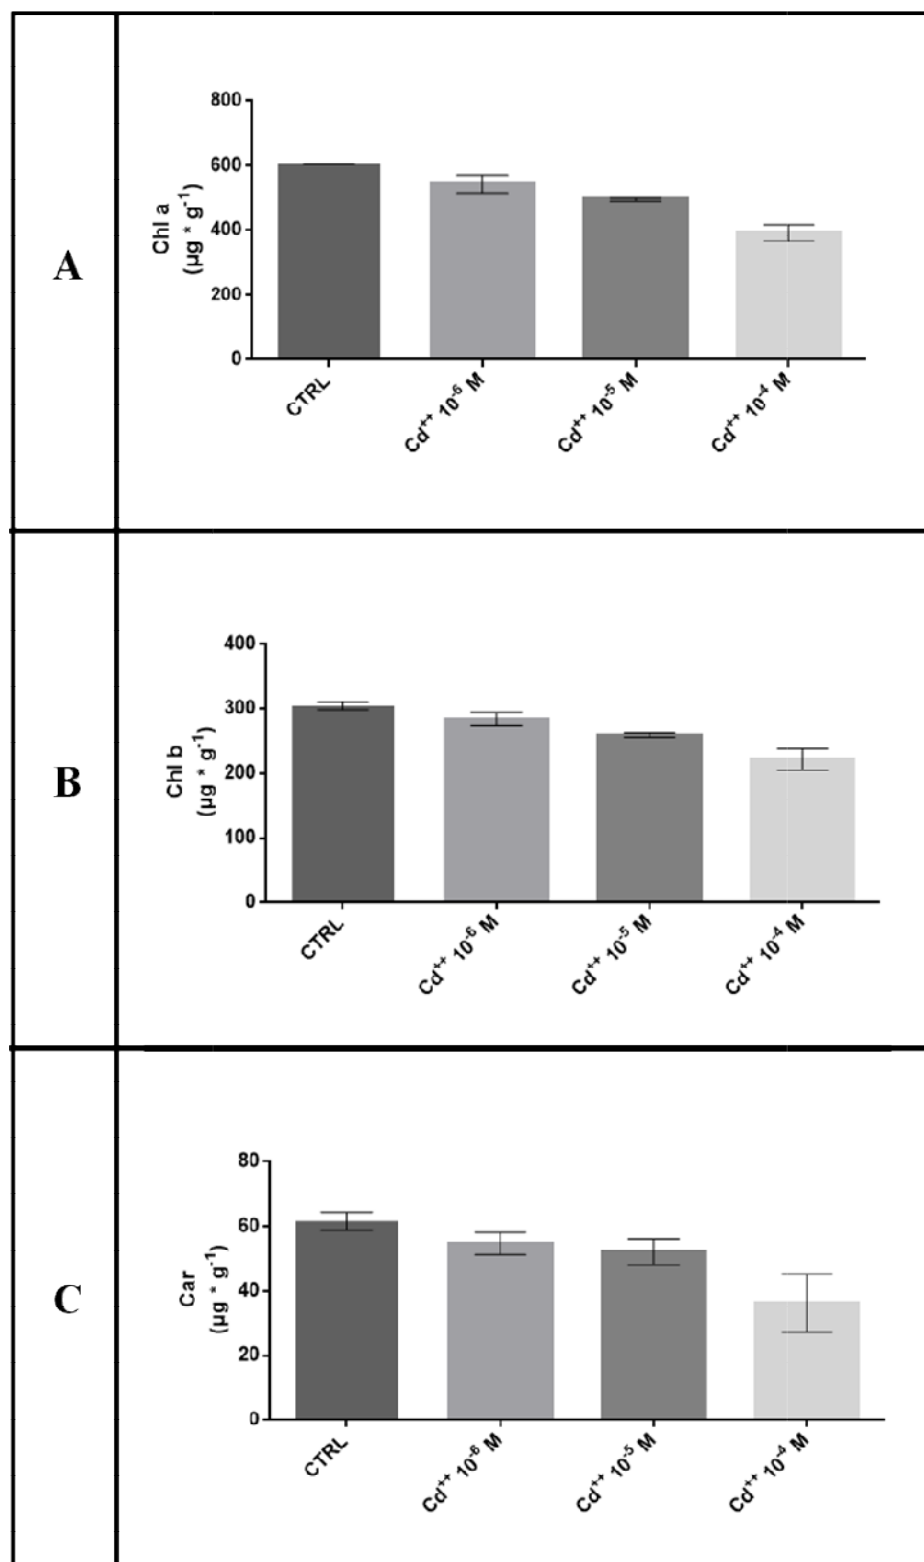 A
Chl a
(µg * g⁻¹)
800
600
400
200
0
CTRL
Cd⁺⁺ 10⁻⁶ M
Cd⁺⁺ 10⁻⁵ M
Cd⁺⁺ 10⁻⁴ M
B
Chl b
(µg * g⁻¹)
400
300
200
100
0
CTRL
Cd⁺⁺ 10⁻⁶ M
Cd⁺⁺ 10⁻⁵ M
Cd⁺⁺ 10⁻⁴ M
C
Car
(µg * g⁻¹)
80
60
40
20
0
CTRL
Cd⁺⁺ 10⁻⁶ M
Cd⁺⁺ 10⁻⁵ M
Cd⁺⁺ 10⁻⁴ M